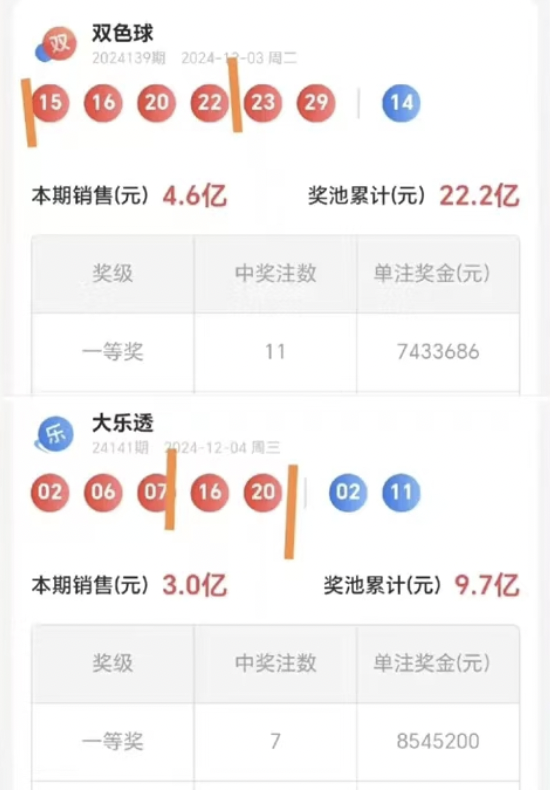 双 双色球
2024139期 2024-12-03 周二
15 16 20 22 23 29 14
本期销售(元) 4.6亿 奖池累计(元) 22.2亿
奖级 中奖注数 单注奖金(元)
一等奖 11 7433686
乐 大乐透
24141期 2024-12-04 周三
02 06 07 16 20 02 11
本期销售(元) 3.0亿 奖池累计(元) 9.7亿
奖级 中奖注数 单注奖金(元)
一等奖 7 8545200